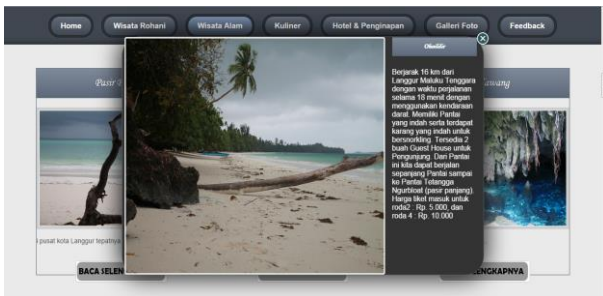 Home Wisata Rohani Wisata Alam Kuliner Hotel & Penginapan Galleri Foto Feedback
Ohoililir
Berjarak 16 km dari
Langgur Maluku Tenggara
dengan waktu perjalanan
selama 18 menit dengan
menggunakan kendaraan
darat. Memiliki Pantai
yang indah serta terdapat
karang yang indah untuk
bersnorkling. Tersedia 2
buah Guest House untuk
Pengunjung. Dari Pantai
ini kita dapat berjalan
sepanjang Pantai sampai
ke Pantai Tetangga
Ngurbloat (pasir panjang).
Harga tiket masuk untuk
roda2 : Rp. 5.000, dan
roda 4 : Rp. 10.000
Pasir
pusat kota Langgur tepatnya
BACA SELEN
NGKAPNYA